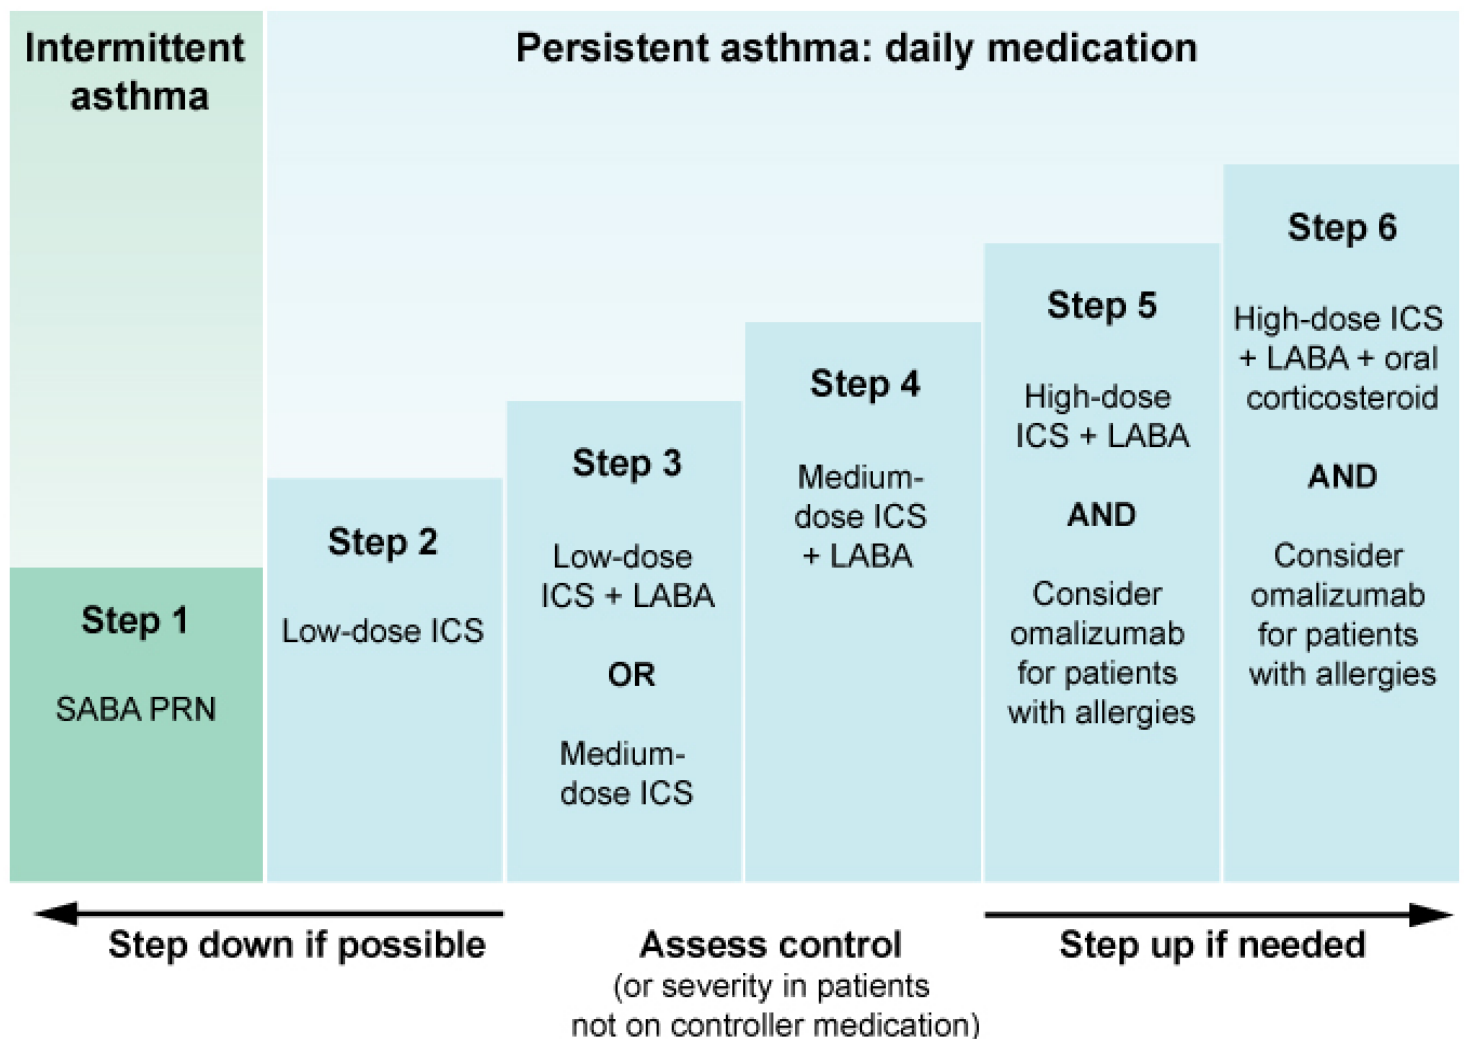 Intermittent
asthma
Persistent asthma: daily medication
Step 1
SABA PRN
Step 2
Low-dose ICS
Step 3
Low-dose
ICS + LABA
OR
Medium-
dose ICS
Step 4
Medium-
dose ICS
+ LABA
Step 5
High-dose
ICS + LABA
AND
Consider
omalizumab
for patients
with allergies
Step 6
High-dose ICS
+ LABA + oral
corticosteroid
AND
Consider
omalizumab
for patients
with allergies
Step down if possible
Assess control
(or severity in patients
not on controller medication)
Step up if needed